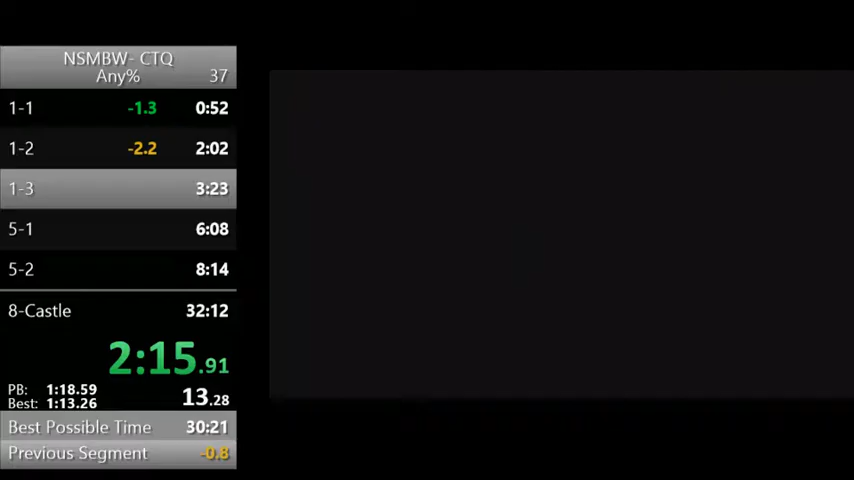 NSMBW- CTQ
Any% 37
1-1 -1.3 0:52
1-2 -2.2 2:02
1-3 3:23
5-1 6:08
5-2 8:14
8-Castle 32:12
2:15.91
PB: 1:18.59
Best: 1:13.26 13.28
Best Possible Time 30:21
Previous Segment -0.8